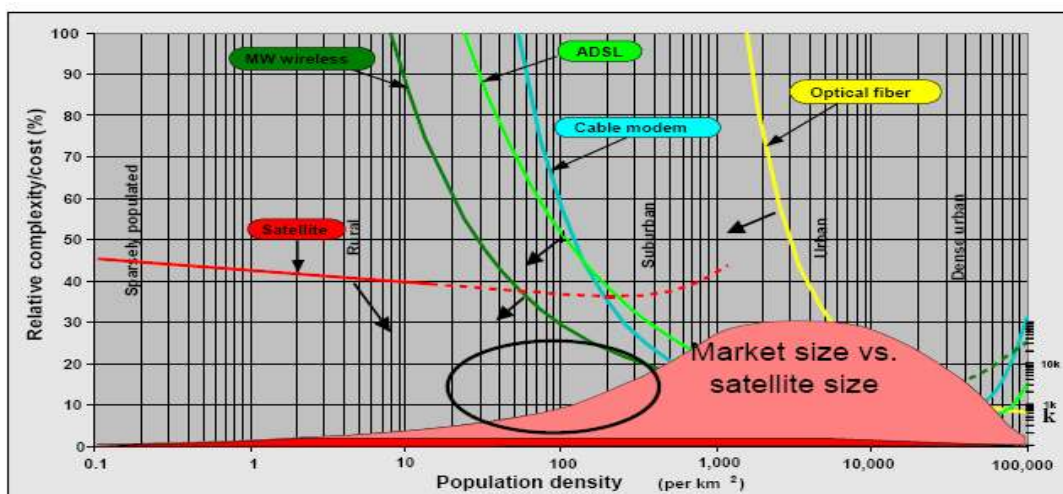 100
90
80
70
60
50
40
30
20
10
0
Relative complexity/cost (%)
MW wireless
ADSL
Optical fiber
Cable modem
Satellite
Sparsely populated
Rural
Suburban
Urban
Dense urban
Market size vs.
satellite size
10k
1k
k
0.1
1
10
100
1,000
10,000
100,000
Population density (per km ²)